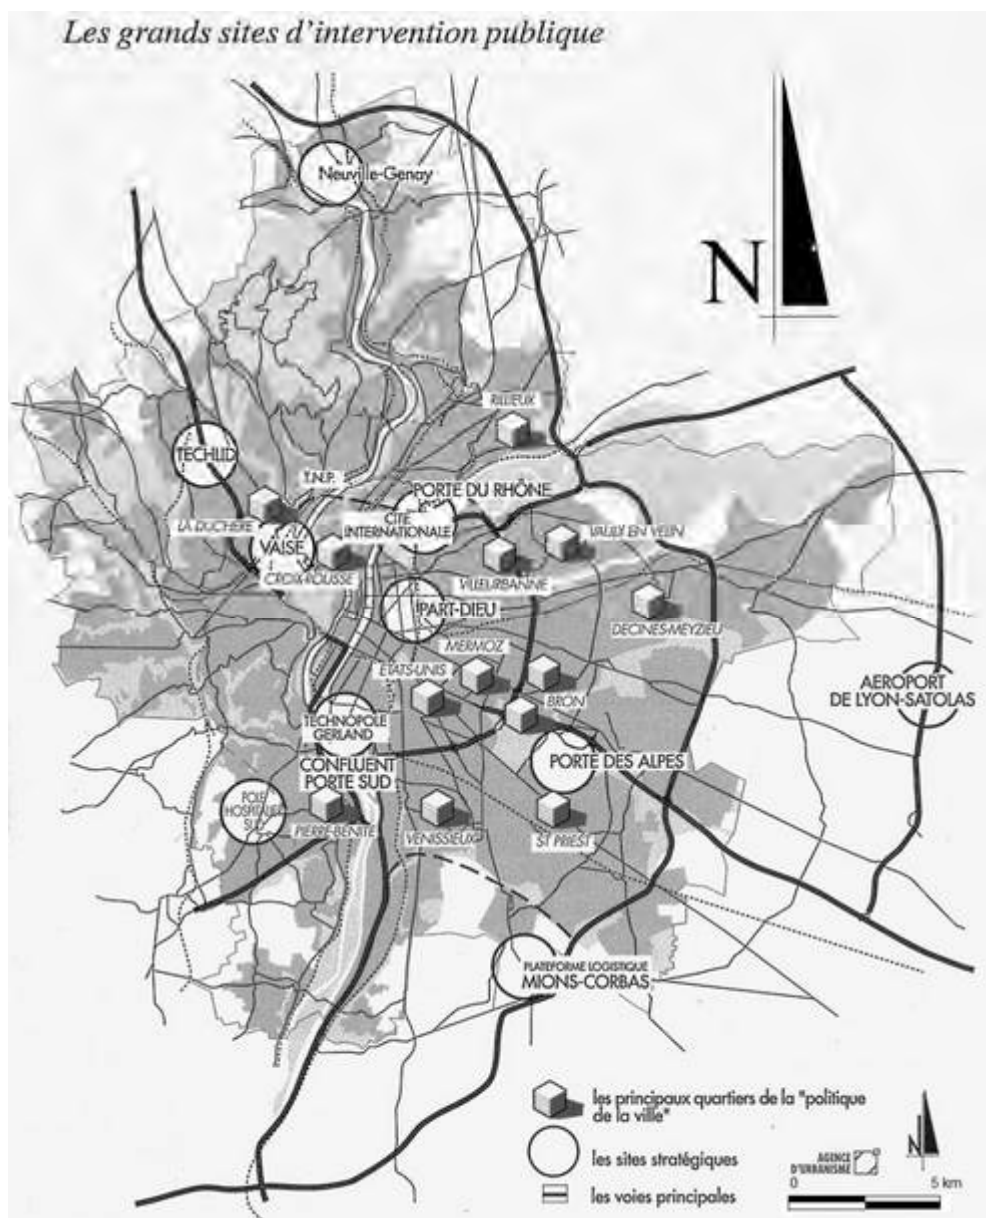 Les grands sites d'intervention publique
Neuville-Genay
N
RILLIEUX
TECHLID
T.N.P.
PORTE DU RHÔNE
LA DUCHERE
CITÉ
INTERNATIONALE
VAULX EN VELIN
VAISE
CROIX-ROUSSE
VILLEURBANNE
PART-DIEU
DECINES-MEYZIEU
MERMOZ
ETATS-UNIS
BRON
AEROPORT
DE LYON-SATOLAS
TECHNOPOLE
GERLAND
CONFLUENT
PORTE SUD
PORTE DES ALPES
POLE
HOSPITALIER
SUD
PIERRE-BENITE
VENISSIEUX
ST PRIEST
PLATEFORME LOGISTIQUE
MIONS-CORBAS
les principaux quartiers de la "politique
de la ville"
les sites stratégiques
les voies principales
AGENCE
D'URBANISME
N
0 5 km